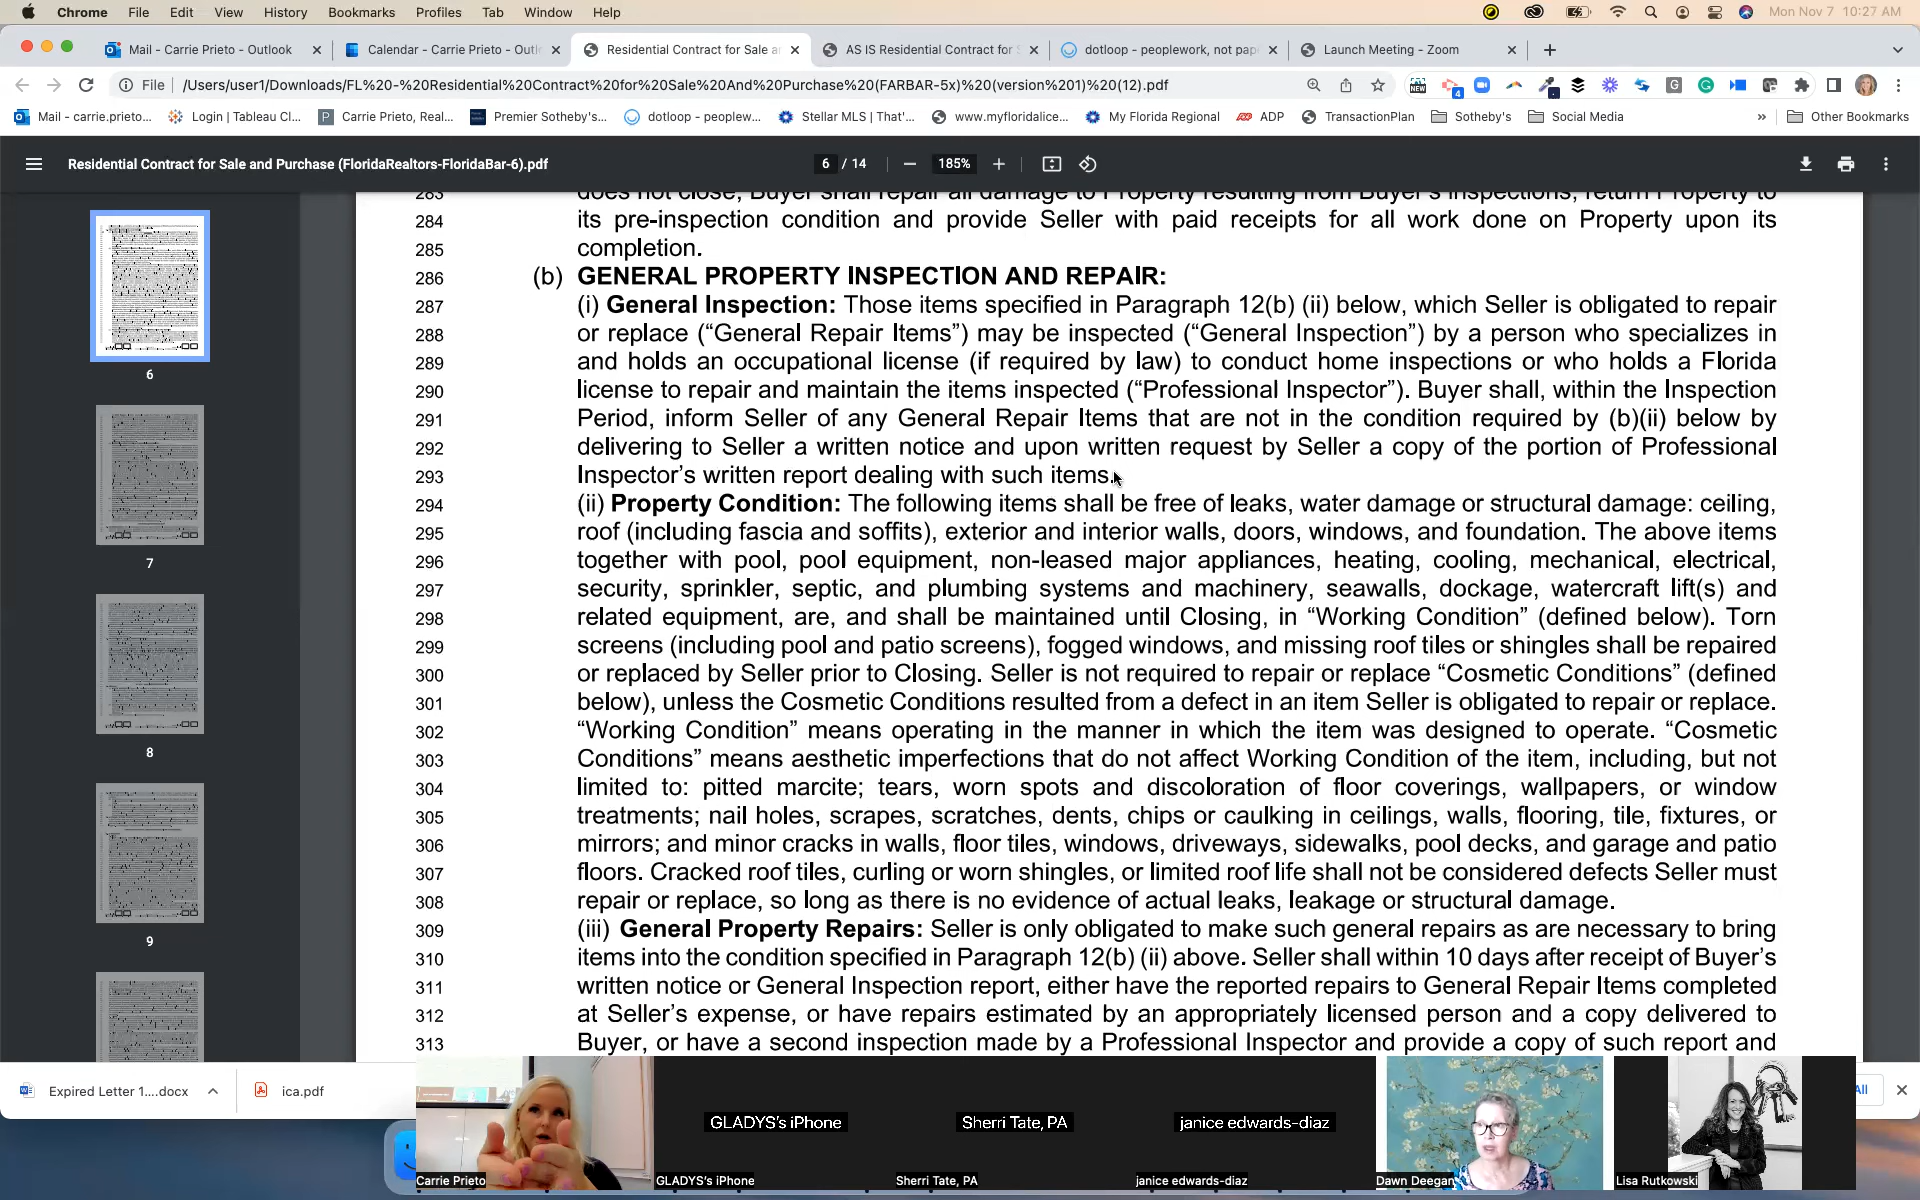 Chrome File Edit View History Bookmarks Profiles Tab Window Help Mon Nov 7 10:27 AM
Mail - Carrie Prieto - Outlook Calendar - Carrie Prieto - Outl Residential Contract for Sale a AS IS Residential Contract for S dotloop - peoplework, not pap Launch Meeting - Zoom
File /Users/user1/Downloads/FL%20-%20Residential%20Contract%20for%20Sale%20And%20Purchase%20(FARBAR-5x)%20(version%201)%20(12).pdf
Mail - carrie.prieto... Login | Tableau Cl... Carrie Prieto, Real... Premier Sotheby's... dotloop - peoplew... Stellar MLS | That'... www.myfloridalice... My Florida Regional ADP TransactionPlan Sotheby's Social Media » Other Bookmarks
Residential Contract for Sale and Purchase (FloridaRealtors-FloridaBar-6).pdf 6 / 14 185%
283 does not close, Buyer shall repair all damage to Property resulting from Buyer's inspections, return Property to
284 its pre-inspection condition and provide Seller with paid receipts for all work done on Property upon its
285 completion.
286 (b) GENERAL PROPERTY INSPECTION AND REPAIR:
287 (i) General Inspection: Those items specified in Paragraph 12(b) (ii) below, which Seller is obligated to repair
288 or replace (“General Repair Items”) may be inspected (“General Inspection”) by a person who specializes in
289 and holds an occupational license (if required by law) to conduct home inspections or who holds a Florida
290 license to repair and maintain the items inspected (“Professional Inspector”). Buyer shall, within the Inspection
291 Period, inform Seller of any General Repair Items that are not in the condition required by (b)(ii) below by
292 delivering to Seller a written notice and upon written request by Seller a copy of the portion of Professional
293 Inspector’s written report dealing with such items.
294 (ii) Property Condition: The following items shall be free of leaks, water damage or structural damage: ceiling,
295 roof (including fascia and soffits), exterior and interior walls, doors, windows, and foundation. The above items
296 together with pool, pool equipment, non-leased major appliances, heating, cooling, mechanical, electrical,
297 security, sprinkler, septic, and plumbing systems and machinery, seawalls, dockage, watercraft lift(s) and
298 related equipment, are, and shall be maintained until Closing, in “Working Condition” (defined below). Torn
299 screens (including pool and patio screens), fogged windows, and missing roof tiles or shingles shall be repaired
300 or replaced by Seller prior to Closing. Seller is not required to repair or replace “Cosmetic Conditions” (defined
301 below), unless the Cosmetic Conditions resulted from a defect in an item Seller is obligated to repair or replace.
302 “Working Condition” means operating in the manner in which the item was designed to operate. “Cosmetic
303 Conditions” means aesthetic imperfections that do not affect Working Condition of the item, including, but not
304 limited to: pitted marcite; tears, worn spots and discoloration of floor coverings, wallpapers, or window
305 treatments; nail holes, scrapes, scratches, dents, chips or caulking in ceilings, walls, flooring, tile, fixtures, or
306 mirrors; and minor cracks in walls, floor tiles, windows, driveways, sidewalks, pool decks, and garage and patio
307 floors. Cracked roof tiles, curling or worn shingles, or limited roof life shall not be considered defects Seller must
308 repair or replace, so long as there is no evidence of actual leaks, leakage or structural damage.
309 (iii) General Property Repairs: Seller is only obligated to make such general repairs as are necessary to bring
310 items into the condition specified in Paragraph 12(b) (ii) above. Seller shall within 10 days after receipt of Buyer’s
311 written notice or General Inspection report, either have the reported repairs to General Repair Items completed
312 at Seller’s expense, or have repairs estimated by an appropriately licensed person and a copy delivered to
313 Buyer, or have a second inspection made by a Professional Inspector and provide a copy of such report and
6
7
8
9
Expired Letter 1....docx ica.pdf All
GLADYS's iPhone Sherri Tate, PA janice edwards-diaz
Carrie Prieto GLADYS's iPhone Sherri Tate, PA janice edwards-diaz Dawn Deegan Lisa Rutkowski